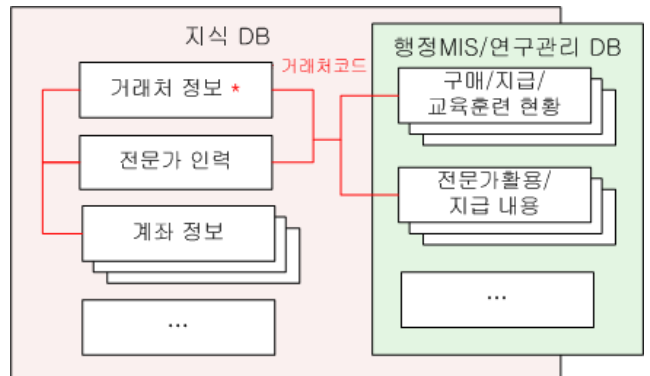 지식 DB
거래처 정보 *
전문가 인력
계좌 정보
...
거래처코드
행정MIS/연구관리 DB
구매/지급/
교육훈련 현황
전문가활용/
지급 내용
...